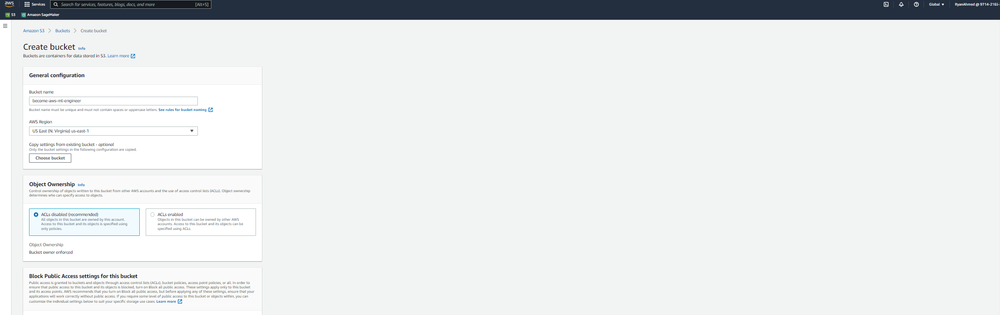 aws
Services
Search for services, features, blogs, docs, and more
[Alt+S]
Global
RyanAhmed @ 9714-2165-
S3
Amazon SageMaker
Amazon S3 > Buckets > Create bucket
Create bucket Info
Buckets are containers for data stored in S3. Learn more
General configuration
Bucket name
become-aws-ml-engineer
Bucket name must be unique and must not contain spaces or uppercase letters. See rules for bucket naming
AWS Region
US East (N. Virginia) us-east-1
Copy settings from existing bucket - optional
Only the bucket settings in the following configuration are copied.
Choose bucket
Object Ownership Info
Control ownership of objects written to this bucket from other AWS accounts and the use of access control lists (ACLs). Object ownership
determines who can specify access to objects.
ACLs disabled (recommended)
All objects in this bucket are owned by this account.
Access to this bucket and its objects is specified using
only policies.
ACLs enabled
Objects in this bucket can be owned by other AWS
accounts. Access to this bucket and its objects can be
specified using ACLs.
Object Ownership
Bucket owner enforced
Block Public Access settings for this bucket
Public access is granted to buckets and objects through access control lists (ACLs), bucket policies, access point policies, or all. In order to
ensure that public access to this bucket and its objects is blocked, turn on Block all public access. These settings apply only to this bucket
and its access points. AWS recommends that you turn on Block all public access, but before applying any of these settings, ensure that your
applications will work correctly without public access. If you require some level of public access to this bucket or objects within, you can
customize the individual settings below to suit your specific storage use cases. Learn more